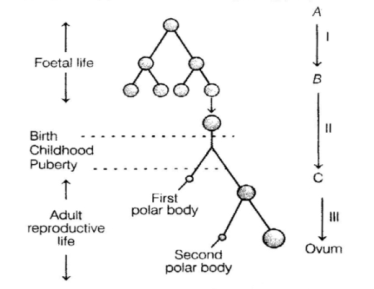 A
I
Foetal life
B
Birth
Childhood
Puberty
II
C
First
polar body
Adult
reproductive
life
III
Second
polar body
Ovum